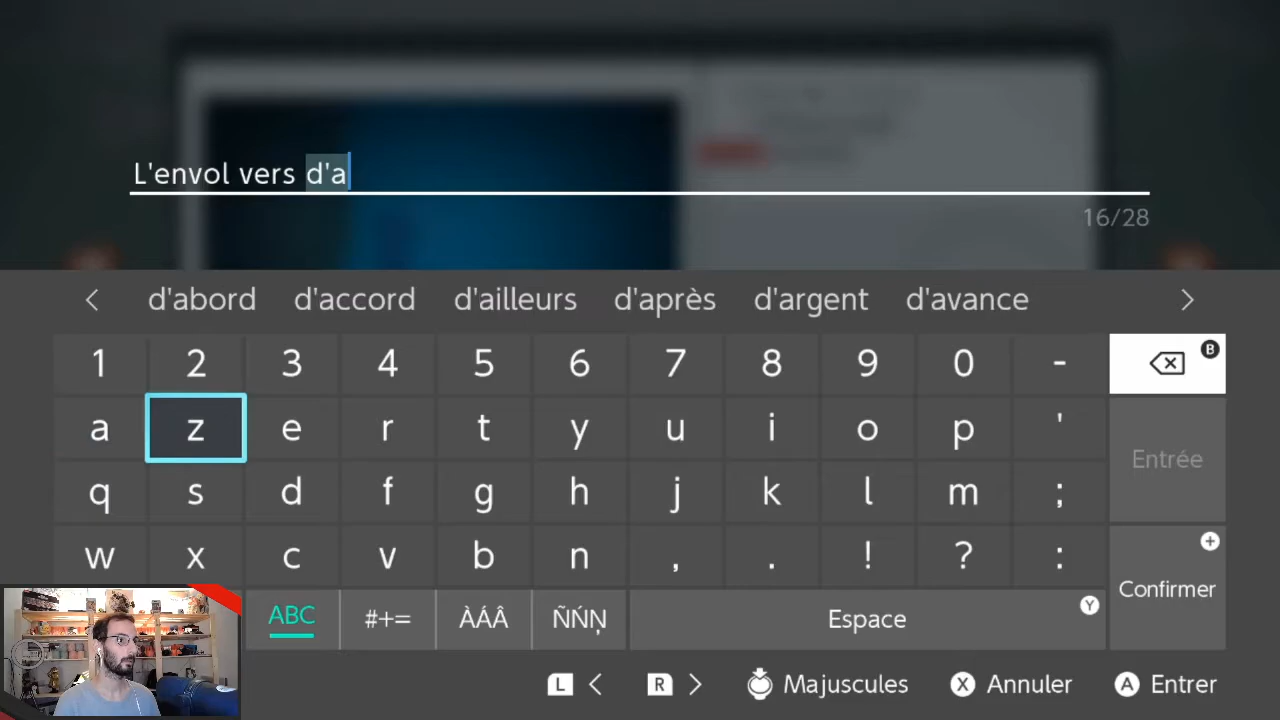 L'envol vers d'a
16/28
d'abord d'accord d'ailleurs d'après d'argent d'avance
1 2 3 4 5 6 7 8 9 0 - B
a z e r t y u i o p '
Entrée
q s d f g h j k l m ;
w x c v b n , . ! ? : +
Confirmer
ABC #+= ÀÁÂ ÑŃŅ Espace Y
L < R > Majuscules X Annuler A Entrer